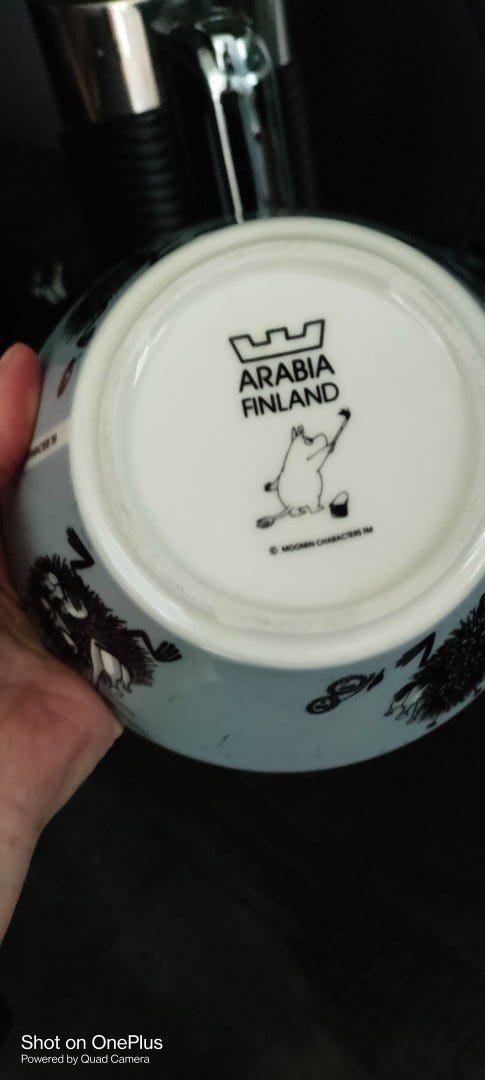 ARABIA
FINLAND
© MOOMIN CHARACTERS TM
Shot on OnePlus
Powered by Quad Camera